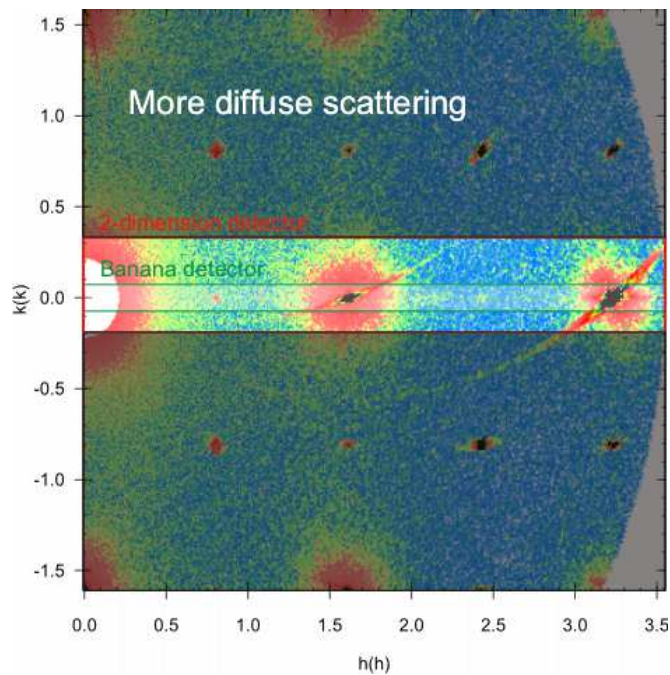 1.5
More diffuse scattering
1.0
0.5
2-dimension detector
Banana detector
k(k)
0.0
-0.5
-1.0
-1.5
0.0 0.5 1.0 1.5 2.0 2.5 3.0 3.5
h(h)